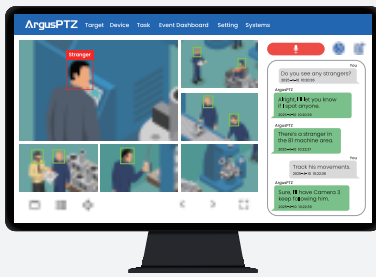 ArgusPTZ Target Device Task Event Dashboard Setting Systems
Stranger
You
Do you see any strangers?
ArgusPTZ
Alright, I'll let you know
if I spot anyone.
ArgusPTZ
There's a stranger in
the B1 machine area.
You
Track his movements.
ArgusPTZ
Sure, I'll have Camera 3
keep following him.